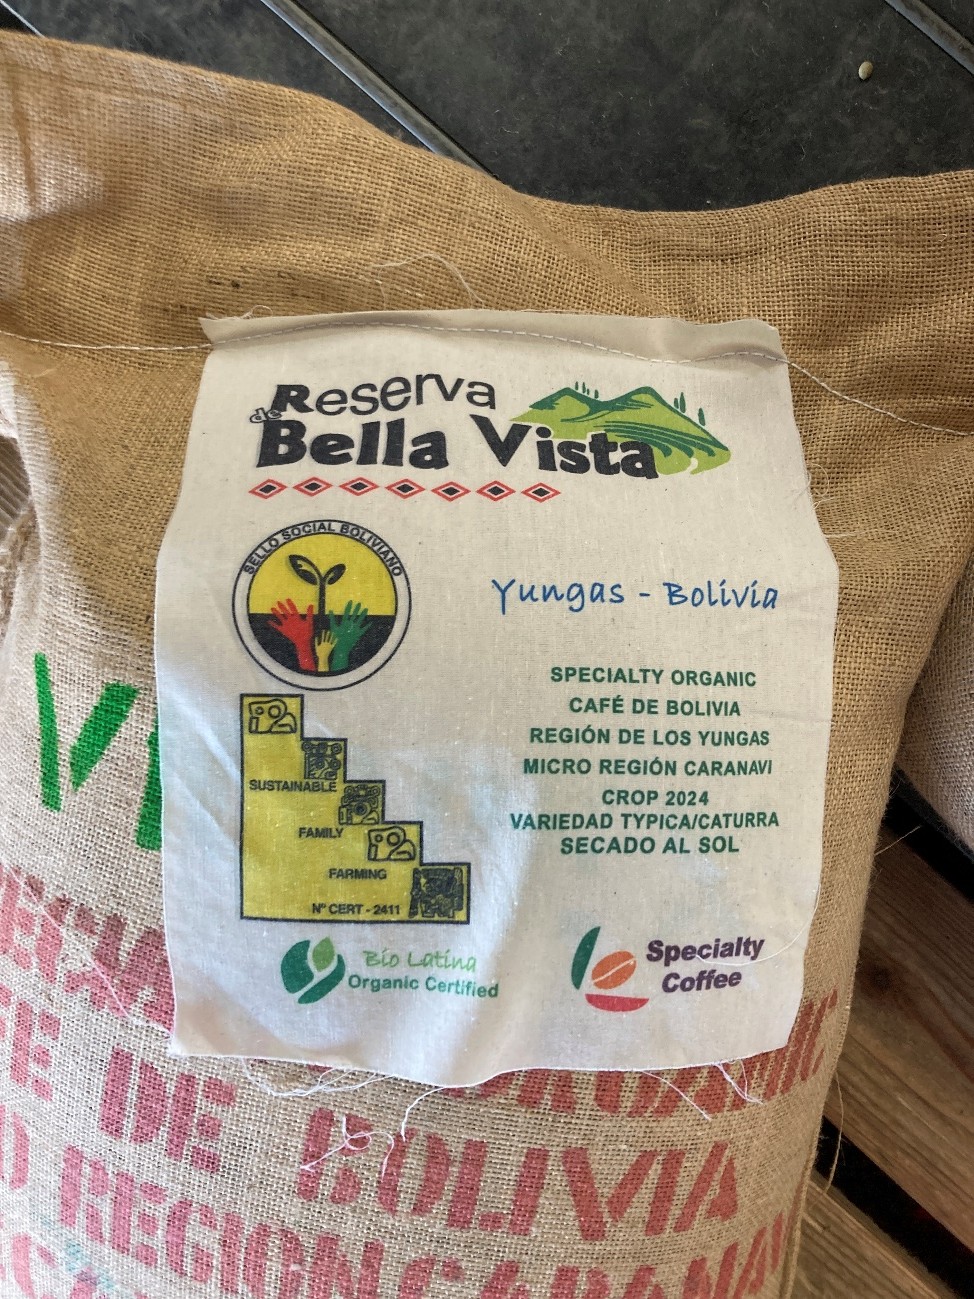 Reserva
de
Bella Vista
SELLO SOCIAL BOLIVIANO
Yungas - Bolivia
SPECIALTY ORGANIC
CAFÉ DE BOLIVIA
REGIÓN DE LOS YUNGAS
MICRO REGIÓN CARANAVI
CROP 2024
VARIEDAD TYPICA/CATURRA
SECADO AL SOL
SUSTAINABLE
FAMILY
FARMING
Nº CERT - 2411
Bio Latina
Organic Certified
Specialty
Coffee
DE BOLIVIA
REGION CARANAVI